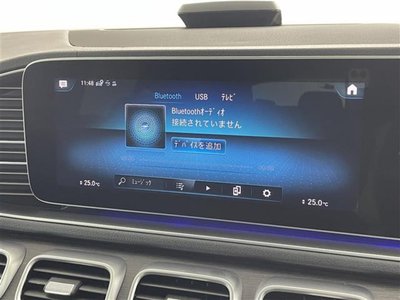 11:48
Bluetooth USB テレビ
Bluetoothオーディオ
接続されていません
デバイスを追加
25.0°C ミュージック 25.0°C